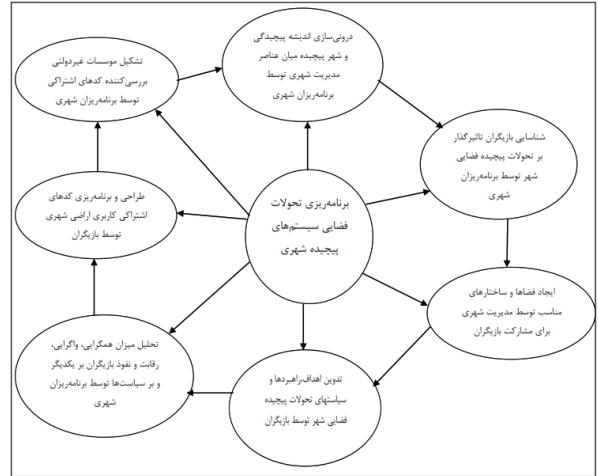 درونی‌سازی اندیشه پیچیدگی
و شهر پیچیده میان عناصر
مدیریت شهری توسط
برنامه‌ریزان شهری
شناسایی بازیگران تاثیرگذار
بر تحولات پیچیده فضایی
شهر توسط برنامه‌ریزان
شهری
ایجاد فضاها و ساختارهای
مناسب توسط مدیریت شهری
برای مشارکت بازیگران
تدوین اهداف،راهبردها و
سیاستهای تحولات پیچیده
فضایی شهر توسط بازیگران
تحلیل میزان همگرایی، واگرایی،
رقابت و نفوذ بازیگران بر یکدیگر
و بر سیاست‌ها توسط برنامه‌ریزان
شهری
طراحی و برنامه‌ریزی کدهای
اشتراکی کاربری اراضی شهری
توسط بازیگران
تشکیل موسسات غیردولتی
بررسی‌کننده کدهای اشتراکی
توسط برنامه‌ریزان شهری
برنامه‌ریزی تحولات
فضایی سیستم‌های
پیچیده شهری